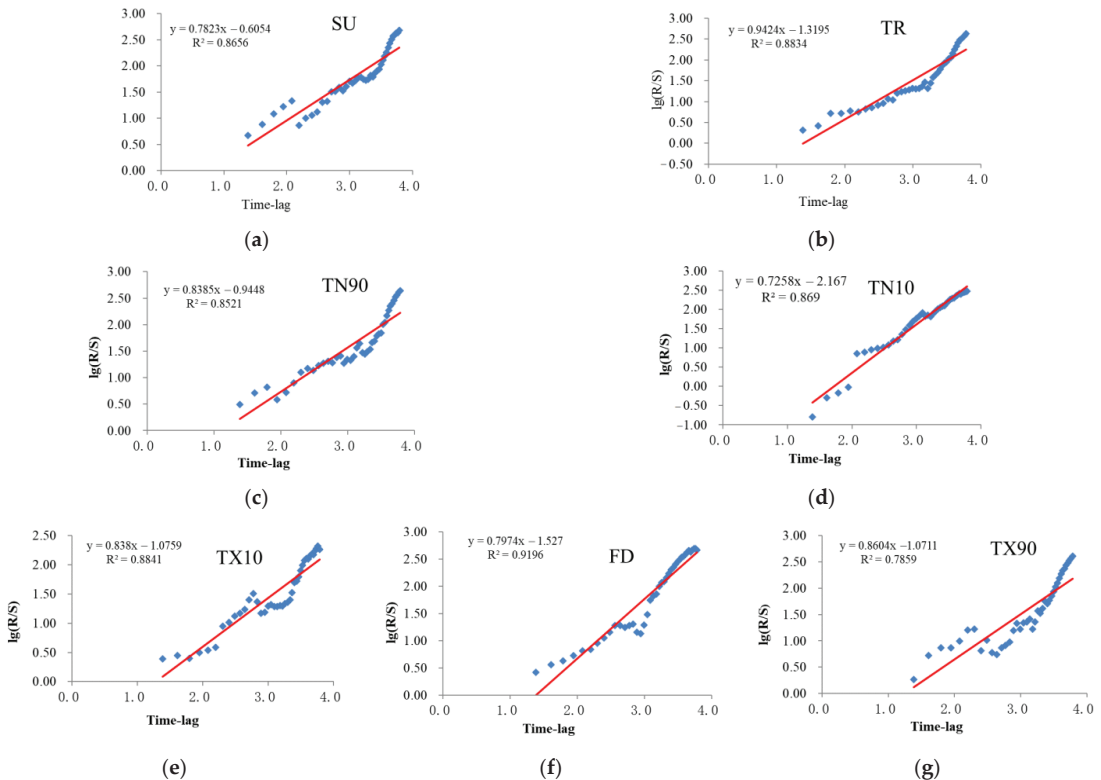 SU
y = 0.7823x − 0.6054
R² = 0.8656
3.00
2.50
2.00
1.50
1.00
0.50
0.00
0.0 1.0 2.0 3.0 4.0
Time-lag
(a)
TR
y = 0.9424x − 1.3195
R² = 0.8834
lg(R/S)
3.00
2.50
2.00
1.50
1.00
0.50
0.00
−0.50
0.0 1.0 2.0 3.0 4.0
Time-lag
(b)
TN90
y = 0.8385x − 0.9448
R² = 0.8521
lg(R/S)
3.00
2.50
2.00
1.50
1.00
0.50
0.00
0.0 1.0 2.0 3.0 4.0
Time-lag
(c)
TN10
y = 0.7258x − 2.167
R² = 0.869
lg(R/S)
3.00
2.50
2.00
1.50
1.00
0.50
0.00
−0.50
−1.00
0.0 1.0 2.0 3.0 4.0
Time-lag
(d)
TX10
y = 0.838x − 1.0759
R² = 0.8841
lg(R/S)
2.50
2.00
1.50
1.00
0.50
0.00
0.0 1.0 2.0 3.0 4.0
Time-lag
(e)
FD
y = 0.7974x − 1.527
R² = 0.9196
lg(R/S)
3.00
2.50
2.00
1.50
1.00
0.50
0.00
0.0 1.0 2.0 3.0 4.0
Time-lag
(f)
TX90
y = 0.8604x −1.0711
R² = 0.7859
lg(R/S)
3.00
2.50
2.00
1.50
1.00
0.50
0.00
0.0 1.0 2.0 3.0 4.0
Time-lag
(g)